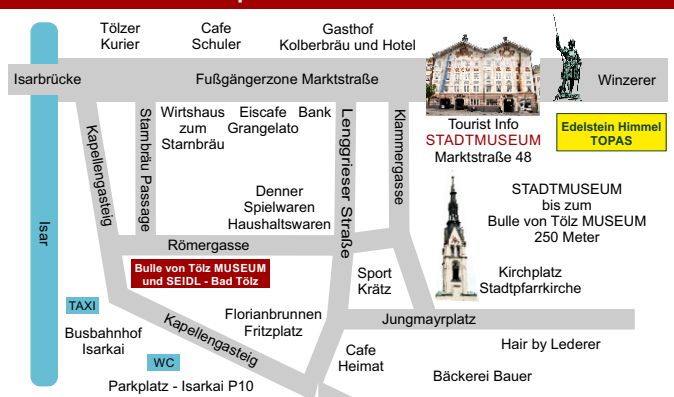 Tölzer
Kurier
Cafe
Schuler
Gasthof
Kolberbräu und Hotel
Isarbrücke
Fußgängerzone Marktstraße
Winzerer
Kapellengasteig
Starnbräu Passage
Wirtshaus
zum
Starnbräu
Eiscafe
Grangelato
Bank
Lenggrieser Straße
Klammergasse
Tourist Info
STADTMUSEUM
Marktstraße 48
Edelstein Himmel
TOPAS
Denner
Spielwaren
Haushaltswaren
STADTMUSEUM
bis zum
Bulle von Tölz MUSEUM
250 Meter
Isar
Römergasse
Bulle von Tölz MUSEUM
und SEIDL - Bad Tölz
Sport
Krätz
Kirchplatz
Stadtpfarrkirche
TAXI
Busbahnhof
Isarkai
Kapellengasteig
Florianbrunnen
Fritzplatz
Jungmayrplatz
WC
Cafe
Heimat
Hair by Lederer
Bäckerei Bauer
Parkplatz - Isarkai P10